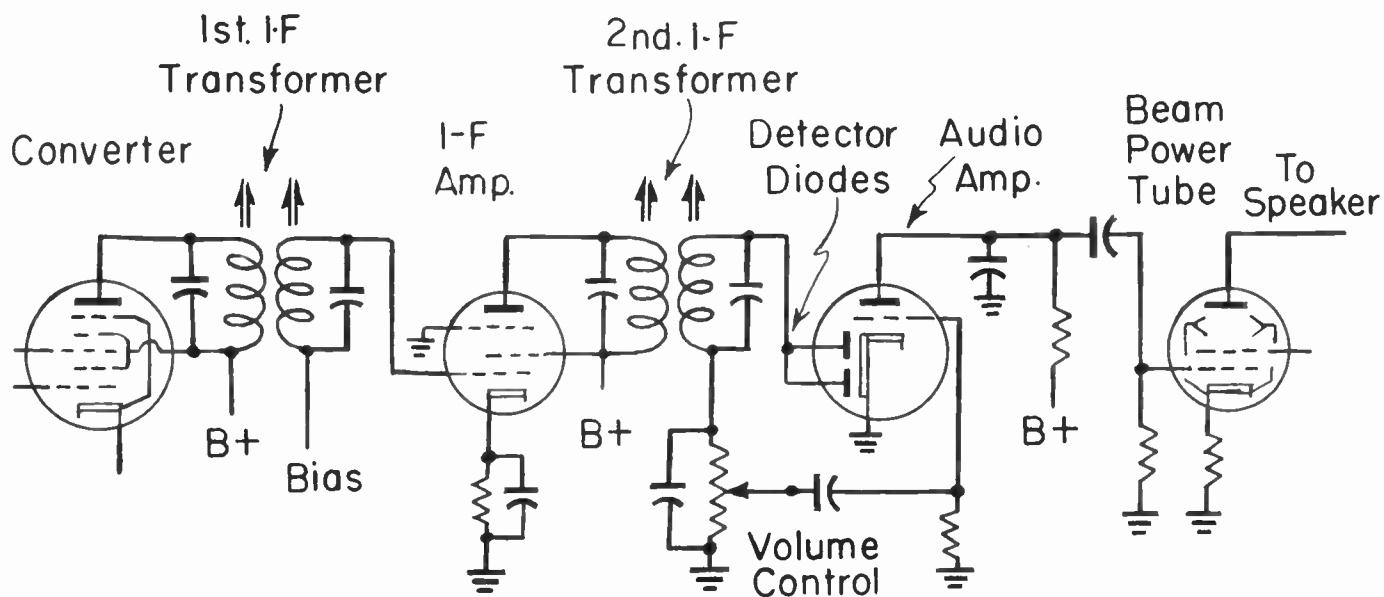 1st. I-F
Transformer
2nd. I-F
Transformer
Converter
I-F
Amp.
Detector
Diodes
Audio
Amp.
Beam
Power
Tube
To
Speaker
B+
Bias
B+
B+
Volume
Control